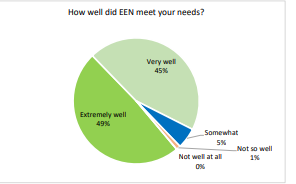 How well did EEN meet your needs?
Very well
45%
Extremely well
49%
Somewhat
5%
Not so well
1%
Not well at all
0%